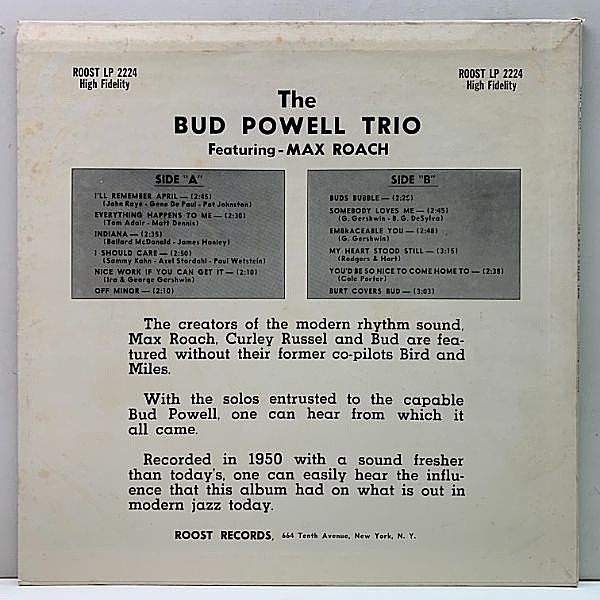 ROOST LP 2224
High Fidelity
ROOST LP 2224
High Fidelity
The
BUD POWELL TRIO
Featuring - MAX ROACH
SIDE "A"
I'LL REMEMBER APRIL — (2:45)
(John Raye - Gene De Paul - Pat Johnston)
EVERYTHING HAPPENS TO ME — (2:30)
(Tom Adair - Matt Dennis)
INDIANA — (2:35)
(Ballard McDonald - James Hanley)
I SHOULD CARE — (2:50)
(Sammy Kahn - Axel Stordahl - Paul Wetstein)
NICE WORK IF YOU CAN GET IT — (2:10)
(Ira & George Gershwin)
OFF MINOR — (2:10)
SIDE "B"
BUDS BUBBLE — (2:25)
SOMEBODY LOVES ME — (2:45)
(G. Gershwin - B. G. DeSylva)
EMBRACEABLE YOU — (2:48)
(G. Gershwin)
MY HEART STOOD STILL — (3:15)
(Rodgers & Hart)
YOU'D BE SO NICE TO COME HOME TO — (2:38)
(Cole Porter)
BURT COVERS BUD — (3:03)
The creators of the modern rhythm sound,
Max Roach, Curley Russel and Bud are fea-
tured without their former co-pilots Bird and
Miles.
With the solos entrusted to the capable
Bud Powell, one can hear from which it
all came.
Recorded in 1950 with a sound fresher
than today's, one can easily hear the influ-
ence that this album had on what is out in
modern jazz today.
ROOST RECORDS, 664 Tenth Avenue, New York, N. Y.